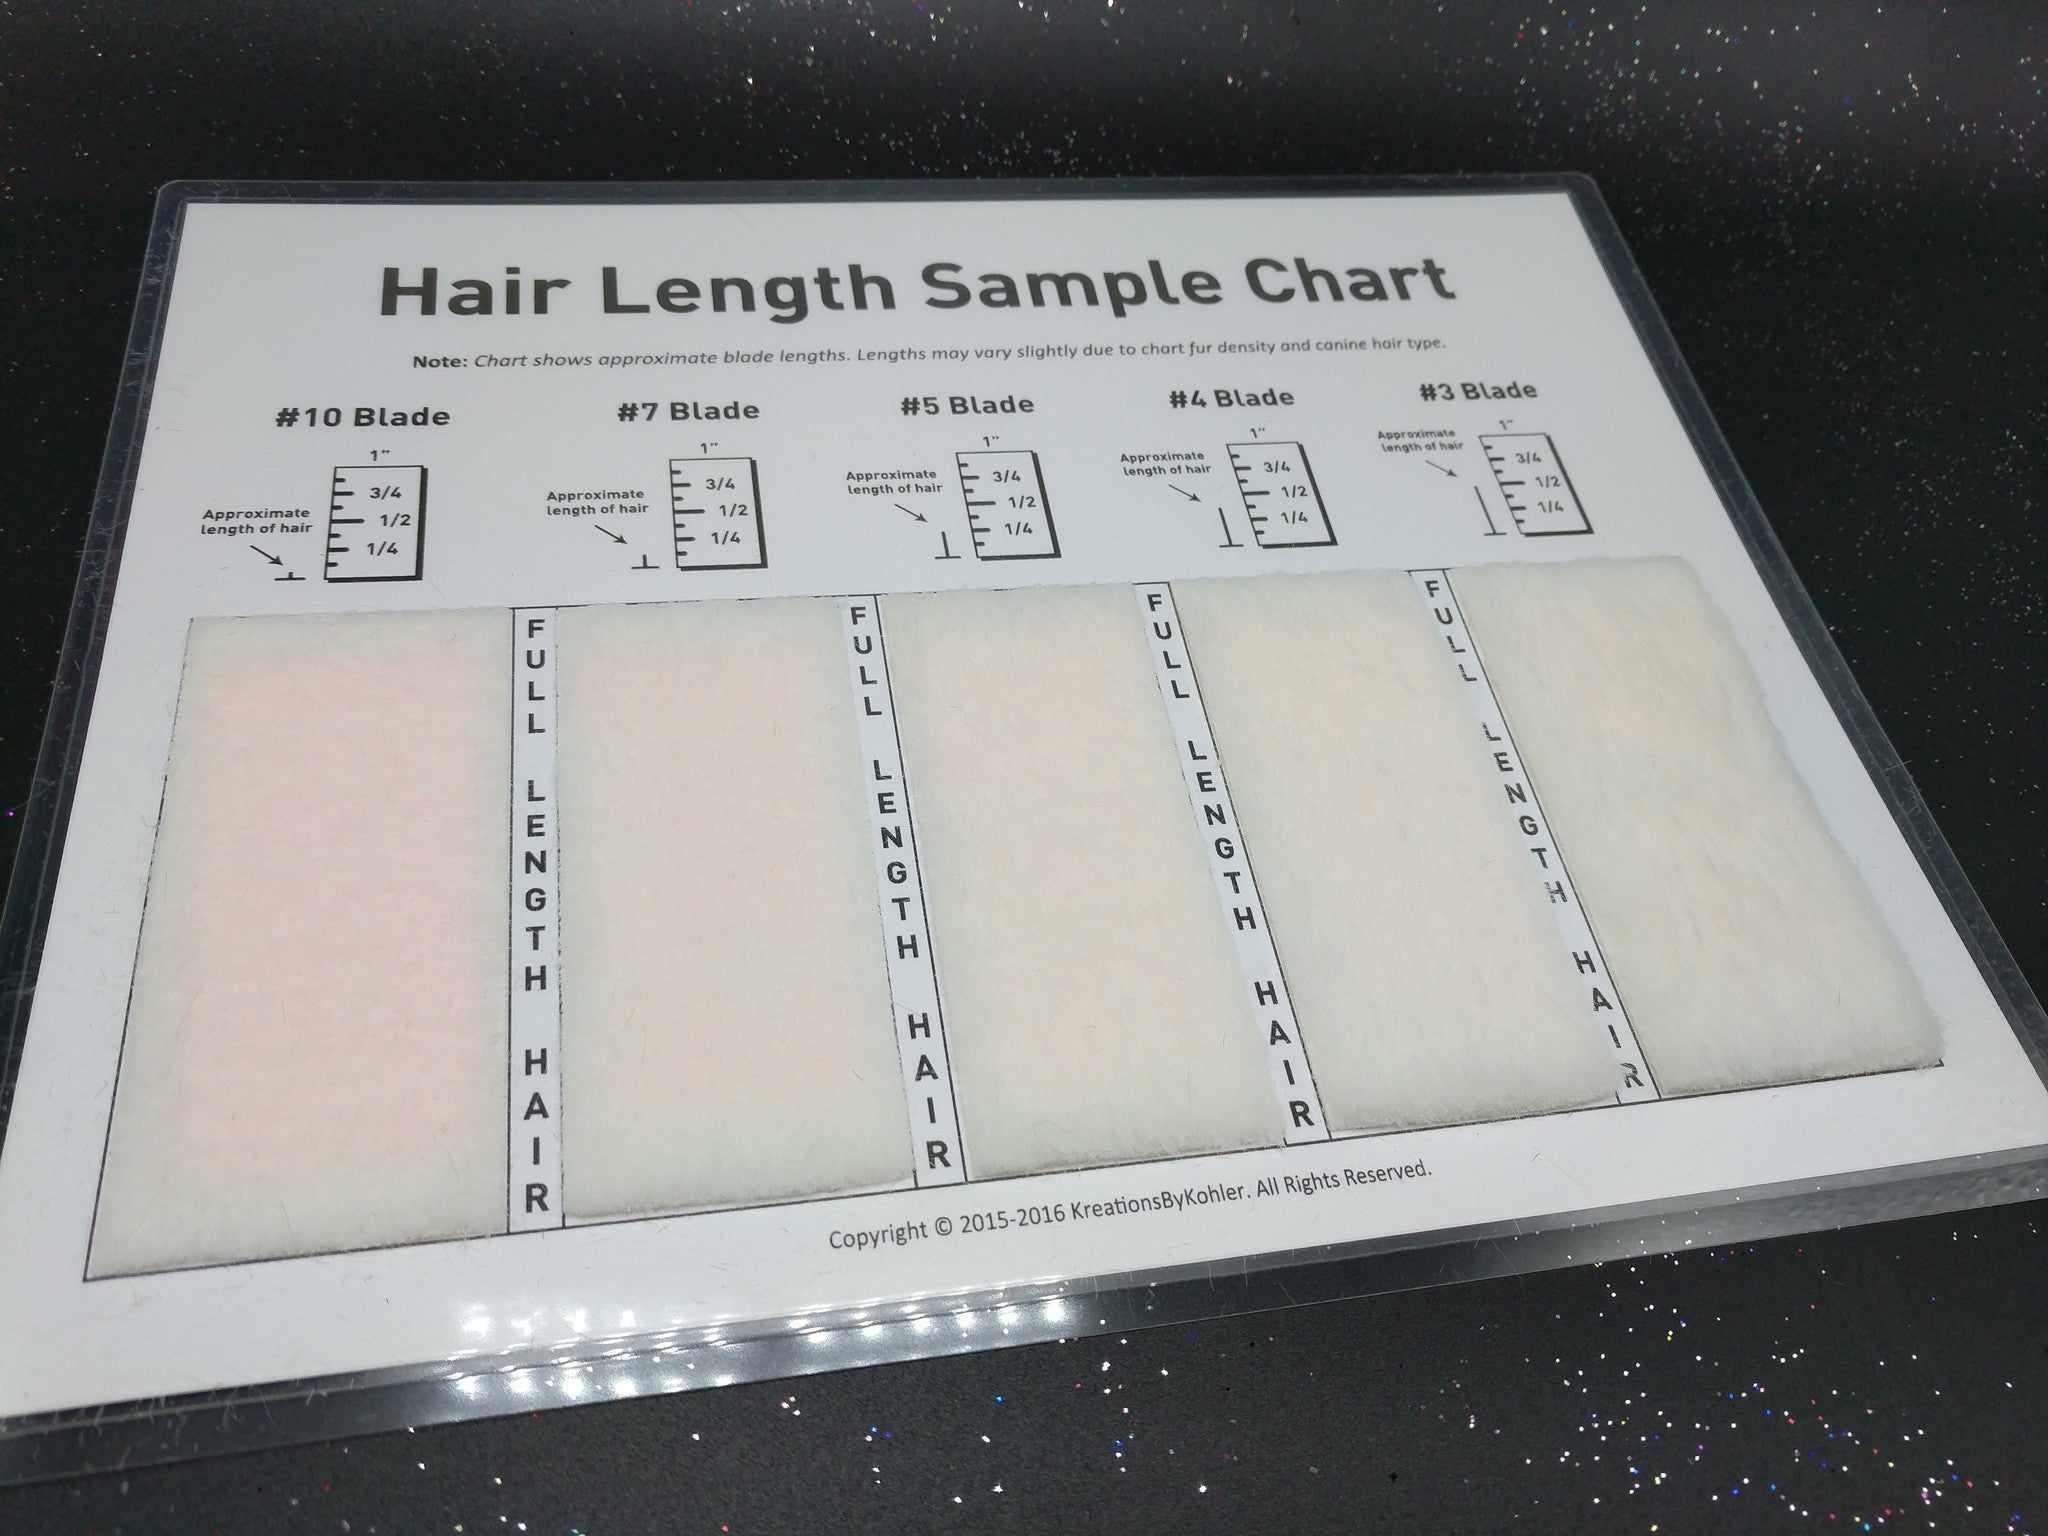 Hair Length Sample Chart
Note: Chart shows approximate blade lengths. Lengths may vary slightly due to chart fur density and canine hair type.
#10 Blade
1"
3/4
1/2
1/4
Approximate
length of hair
#7 Blade
1"
3/4
1/2
1/4
Approximate
length of hair
#5 Blade
1"
3/4
1/2
1/4
Approximate
length of hair
#4 Blade
1"
3/4
1/2
1/4
Approximate
length of hair
#3 Blade
1"
3/4
1/2
1/4
Approximate
length of hair
FULL LENGTH HAIR
FULL LENGTH HAIR
FULL LENGTH HAIR
FULL LENGTH HAIR
Copyright © 2015-2016 KreationsByKohler. All Rights Reserved.